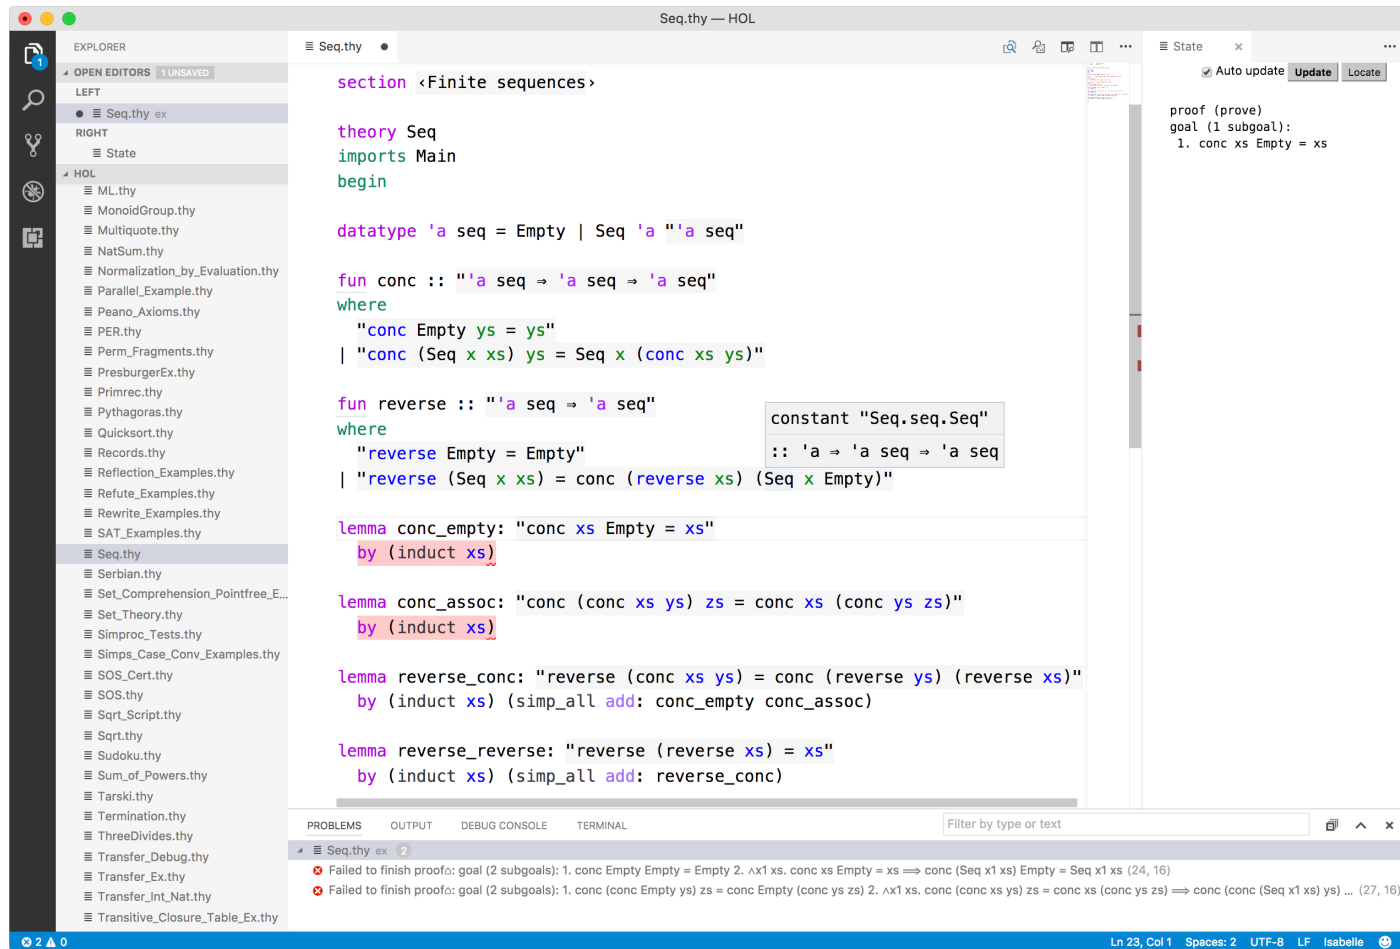 Seq.thy — HOL
1
EXPLORER
OPEN EDITORS 1 UNSAVED
LEFT
Seq.thy ex
RIGHT
State
HOL
ML.thy
MonoidGroup.thy
Multiquote.thy
NatSum.thy
Normalization_by_Evaluation.thy
Parallel_Example.thy
Peano_Axioms.thy
PER.thy
Perm_Fragments.thy
PresburgerEx.thy
Primrec.thy
Pythagoras.thy
Quicksort.thy
Records.thy
Reflection_Examples.thy
Refute_Examples.thy
Rewrite_Examples.thy
SAT_Examples.thy
Seq.thy
Serbian.thy
Set_Comprehension_Pointfree_E...
Set_Theory.thy
Simproc_Tests.thy
Simps_Case_Conv_Examples.thy
SOS_Cert.thy
SOS.thy
Sqrt_Script.thy
Sqrt.thy
Sudoku.thy
Sum_of_Powers.thy
Tarski.thy
Termination.thy
ThreeDivides.thy
Transfer_Debug.thy
Transfer_Ex.thy
Transfer_Int_Nat.thy
Transitive_Closure_Table_Ex.thy
Seq.thy
section ‹Finite sequences›
theory Seq
imports Main
begin
datatype 'a seq = Empty | Seq 'a "'a seq"
fun conc :: "'a seq ⇒ 'a seq ⇒ 'a seq"
where
"conc Empty ys = ys"
| "conc (Seq x xs) ys = Seq x (conc xs ys)"
fun reverse :: "'a seq ⇒ 'a seq"
where
"reverse Empty = Empty"
| "reverse (Seq x xs) = conc (reverse xs) (Seq x Empty)"
constant "Seq.seq.Seq"
:: 'a ⇒ 'a seq ⇒ 'a seq
lemma conc_empty: "conc xs Empty = xs"
by (induct xs)
lemma conc_assoc: "conc (conc xs ys) zs = conc xs (conc ys zs)"
by (induct xs)
lemma reverse_conc: "reverse (conc xs ys) = conc (reverse ys) (reverse xs)"
by (induct xs) (simp_all add: conc_empty conc_assoc)
lemma reverse_reverse: "reverse (reverse xs) = xs"
by (induct xs) (simp_all add: reverse_conc)
State
Auto update Update Locate
proof (prove)
goal (1 subgoal):
1. conc xs Empty = xs
PROBLEMS OUTPUT DEBUG CONSOLE TERMINAL Filter by type or text
Seq.thy ex 2
Failed to finish proof⌂: goal (2 subgoals): 1. conc Empty Empty = Empty 2. ⋀x1 xs. conc xs Empty = xs ⟹ conc (Seq x1 xs) Empty = Seq x1 xs (24, 16)
Failed to finish proof⌂: goal (2 subgoals): 1. conc (conc Empty ys) zs = conc Empty (conc ys zs) 2. ⋀x1 xs. conc (conc xs ys) zs = conc xs (conc ys zs) ⟹ conc (conc (Seq x1 xs) ys) ... (27, 16)
2 0 Ln 23, Col 1 Spaces: 2 UTF-8 LF Isabelle